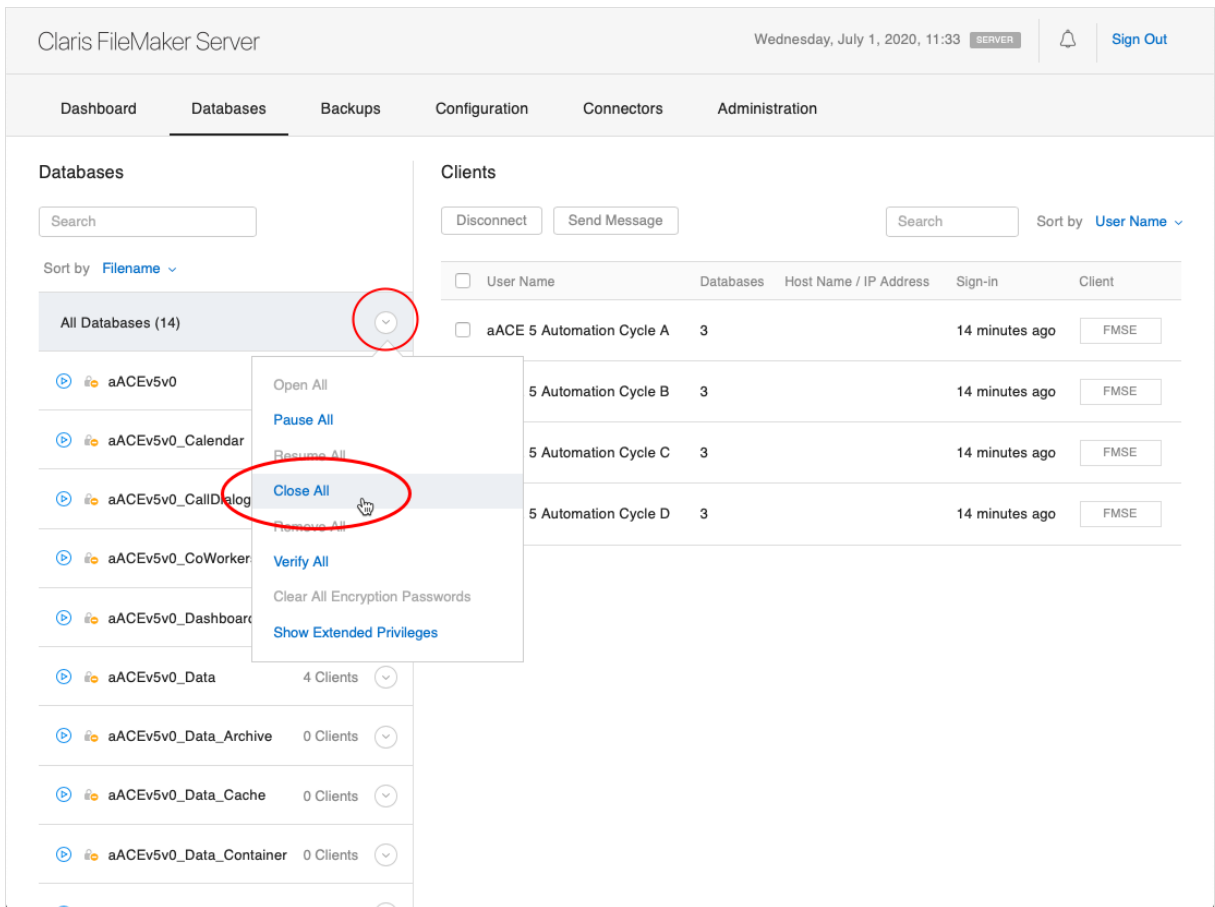 Claris FileMaker Server
Wednesday, July 1, 2020, 11:33 SERVER Sign Out
Dashboard Databases Backups Configuration Connectors Administration
Databases
Search
Sort by Filename
All Databases (14)
aACEv5v0
aACEv5v0_Calendar
aACEv5v0_CallDialog
aACEv5v0_CoWorker
aACEv5v0_Dashboard
aACEv5v0_Data 4 Clients
aACEv5v0_Data_Archive 0 Clients
aACEv5v0_Data_Cache 0 Clients
aACEv5v0_Data_Container 0 Clients
Open All
Pause All
Resume All
Close All
Remove All
Verify All
Clear All Encryption Passwords
Show Extended Privileges
Clients
Disconnect Send Message Search Sort by User Name
User Name Databases Host Name / IP Address Sign-in Client
aACE 5 Automation Cycle A 3 14 minutes ago FMSE
5 Automation Cycle B 3 14 minutes ago FMSE
5 Automation Cycle C 3 14 minutes ago FMSE
5 Automation Cycle D 3 14 minutes ago FMSE